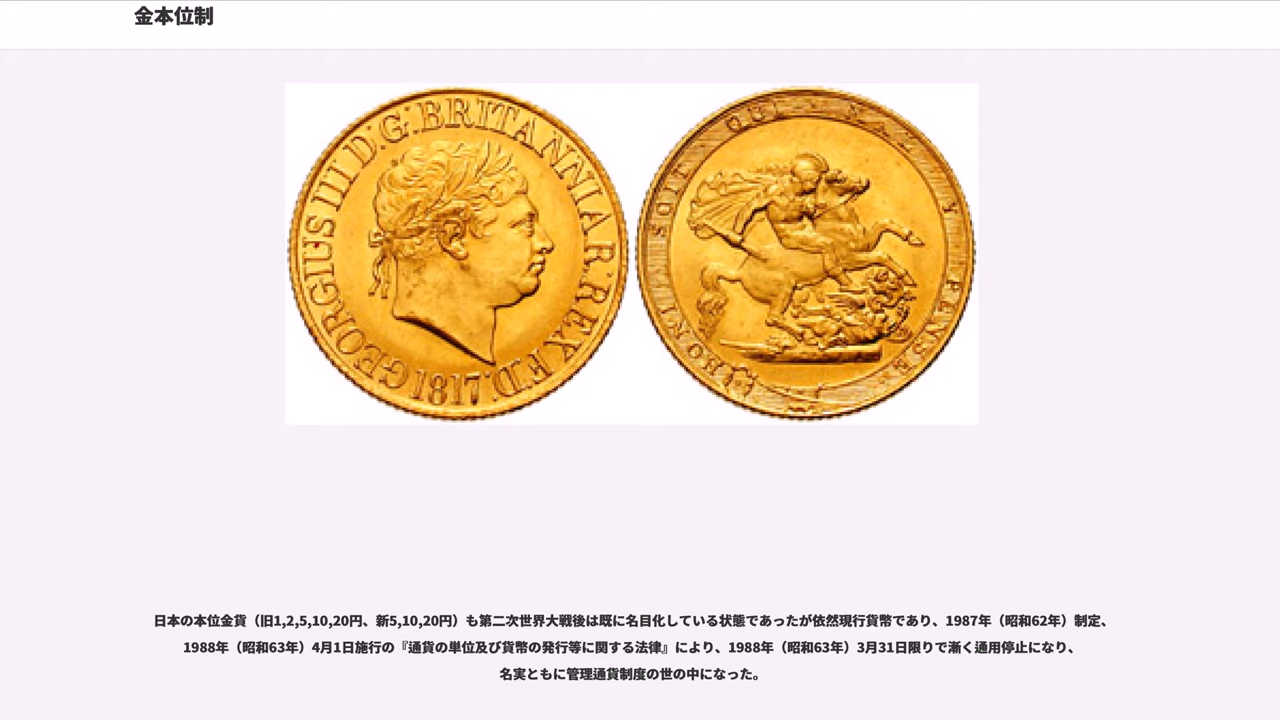 金本位制
GEORGIUS III D:G:BRITANNIAR:REX F.D. 1817
HONI SOIT QUI MAL Y PENSE
日本の本位金貨（旧1,2,5,10,20円、新5,10,20円）も第二次世界大戦後は既に名目化している状態であったが依然現行貨幣であり、1987年（昭和62年）制定、
1988年（昭和63年）4月1日施行の『通貨の単位及び貨幣の発行等に関する法律』により、1988年（昭和63年）3月31日限りで漸く通用停止になり、
名実ともに管理通貨制度の世の中になった。